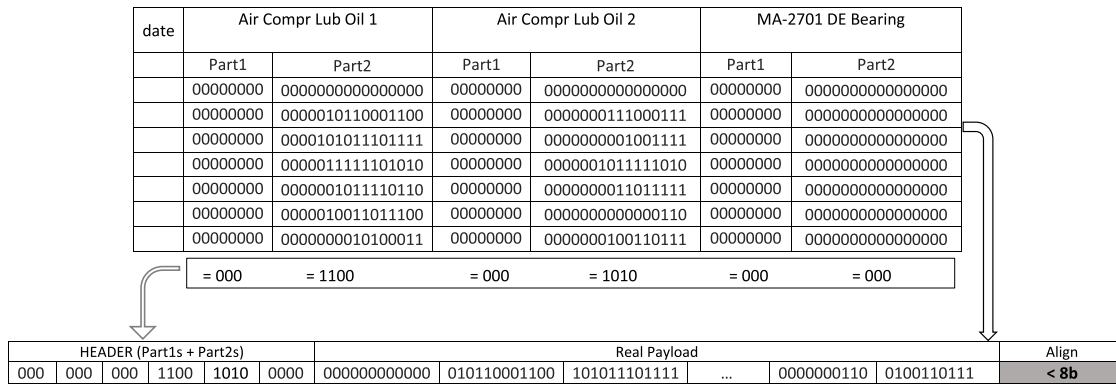 date Air Compr Lub Oil 1 Air Compr Lub Oil 2 MA-2701 DE Bearing
Part1 Part2 Part1 Part2 Part1 Part2
00000000 0000000000000000 00000000 0000000000000000 00000000 0000000000000000
00000000 0000010110001100 00000000 0000000111000111 00000000 0000000000000000
00000000 0000101011101111 00000000 0000000001001111 00000000 0000000000000000
00000000 0000011111101010 00000000 0000001011111010 00000000 0000000000000000
00000000 0000001011110110 00000000 0000000011011111 00000000 0000000000000000
00000000 0000010011011100 00000000 0000000000000110 00000000 0000000000000000
00000000 0000000010100011 00000000 0000000100110111 00000000 0000000000000000
= 000 = 1100 = 000 = 1010 = 000 = 000
HEADER (Part1s + Part2s) Real Payload Align
000 000 000 1100 1010 0000 000000000000 010110001100 101011101111 ... 0000000110 0100110111 < 8b